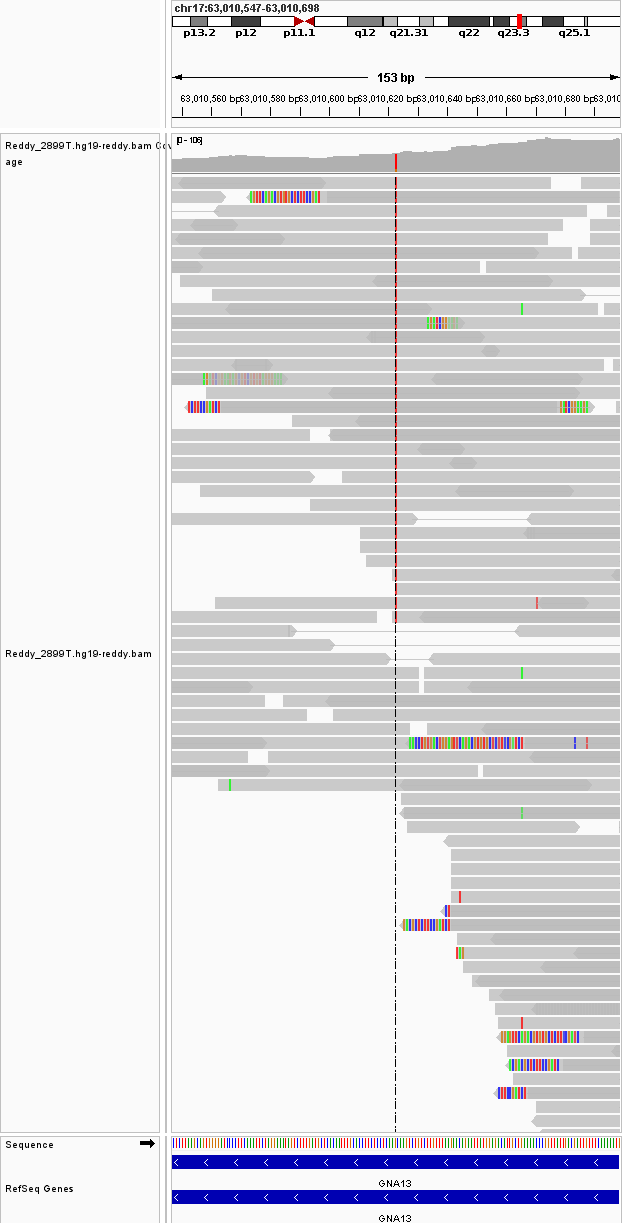 chr17:63,010,547-63,010,698
p13.2 p12 p11.1 q12 q21.31 q22 q23.3 q25.1
153 bp
63,010,560 bp 63,010,580 bp 63,010,600 bp 63,010,620 bp 63,010,640 bp 63,010,660 bp 63,010,680 bp 63,010
Reddy_2899T.hg19-reddy.bam Cov
age
[0 - 106]
Reddy_2899T.hg19-reddy.bam
Sequence
GNA13
RefSeq Genes
GNA13